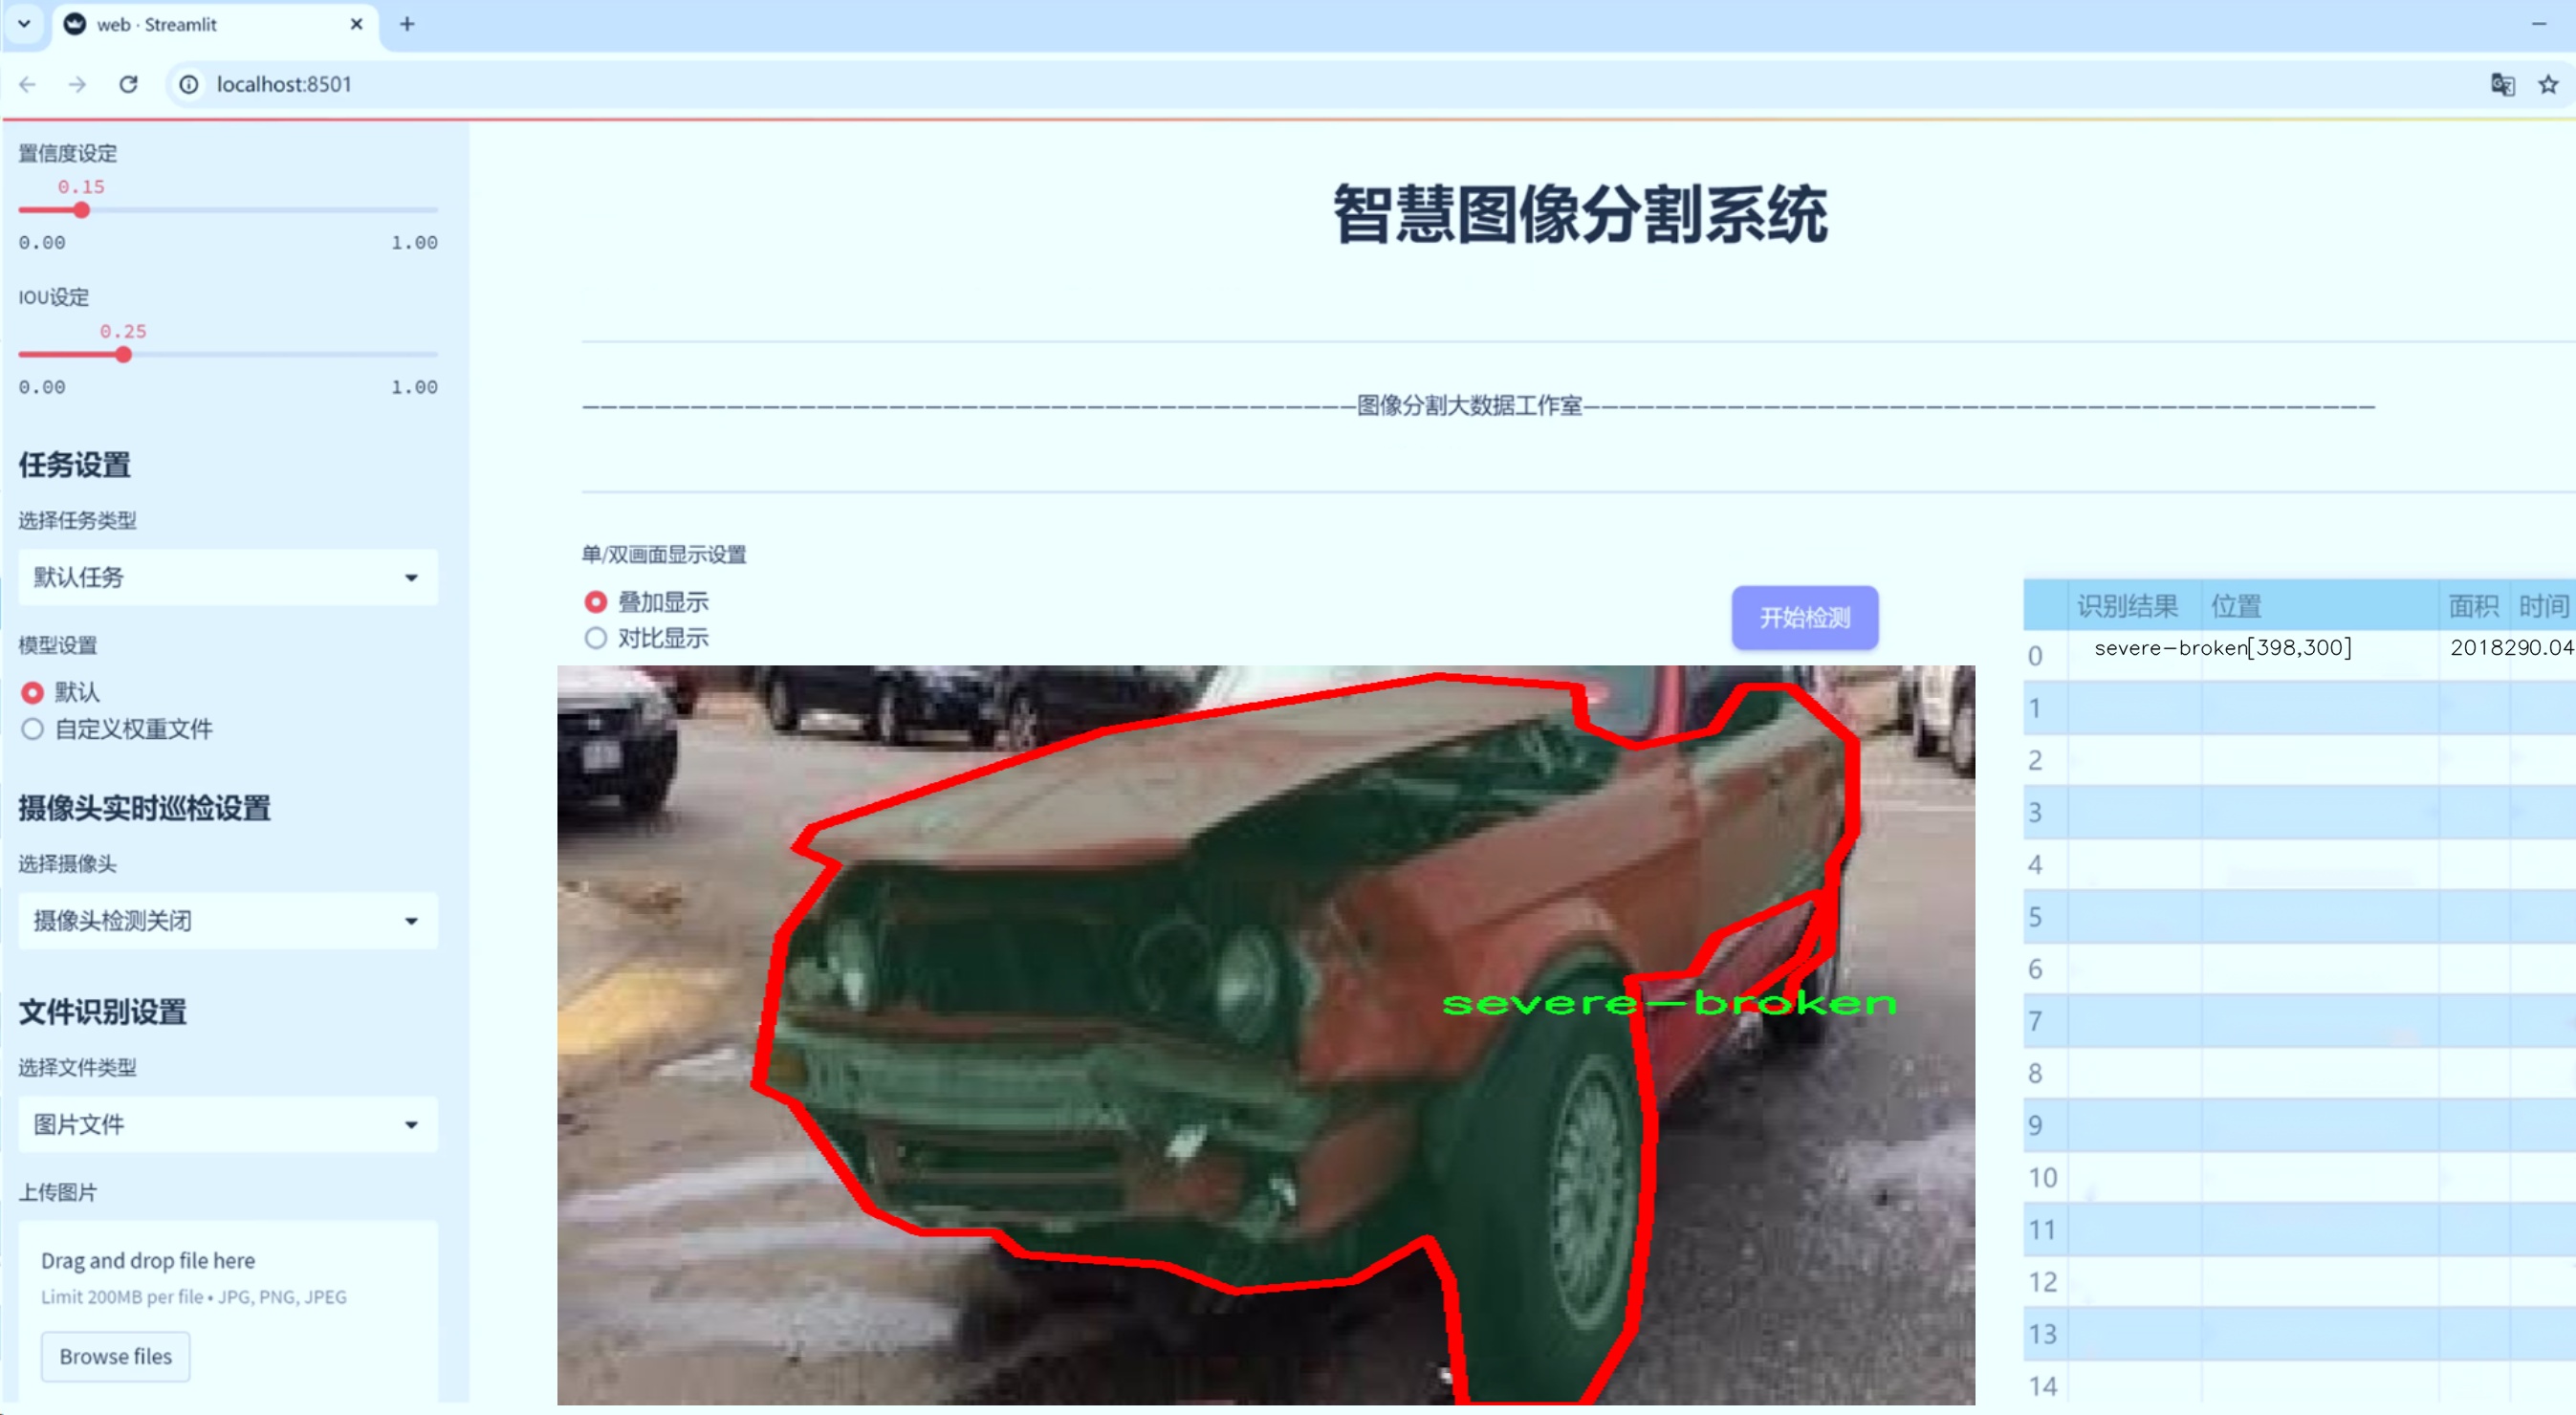 web · Streamlit
localhost:8501
置信度设定
0.15
0.00 1.00
IOU设定
0.25
0.00 1.00
任务设置
选择任务类型
默认任务
模型设置
默认
自定义权重文件
摄像头实时巡检设置
选择摄像头
摄像头检测关闭
文件识别设置
选择文件类型
图片文件
上传图片
Drag and drop file here
Limit 200MB per file • JPG, PNG, JPEG
Browse files
智慧图像分割系统
———————————————————————————————————————————图像分割大数据工作室————————————————————————————————————————————
单/双画面显示设置
叠加显示
对比显示
开始检测
severe-broken
识别结果 位置 面积 时间
0 severe-broken[398,300] 2018290.04
1
2
3
4
5
6
7
8
9
10
11
12
13
14